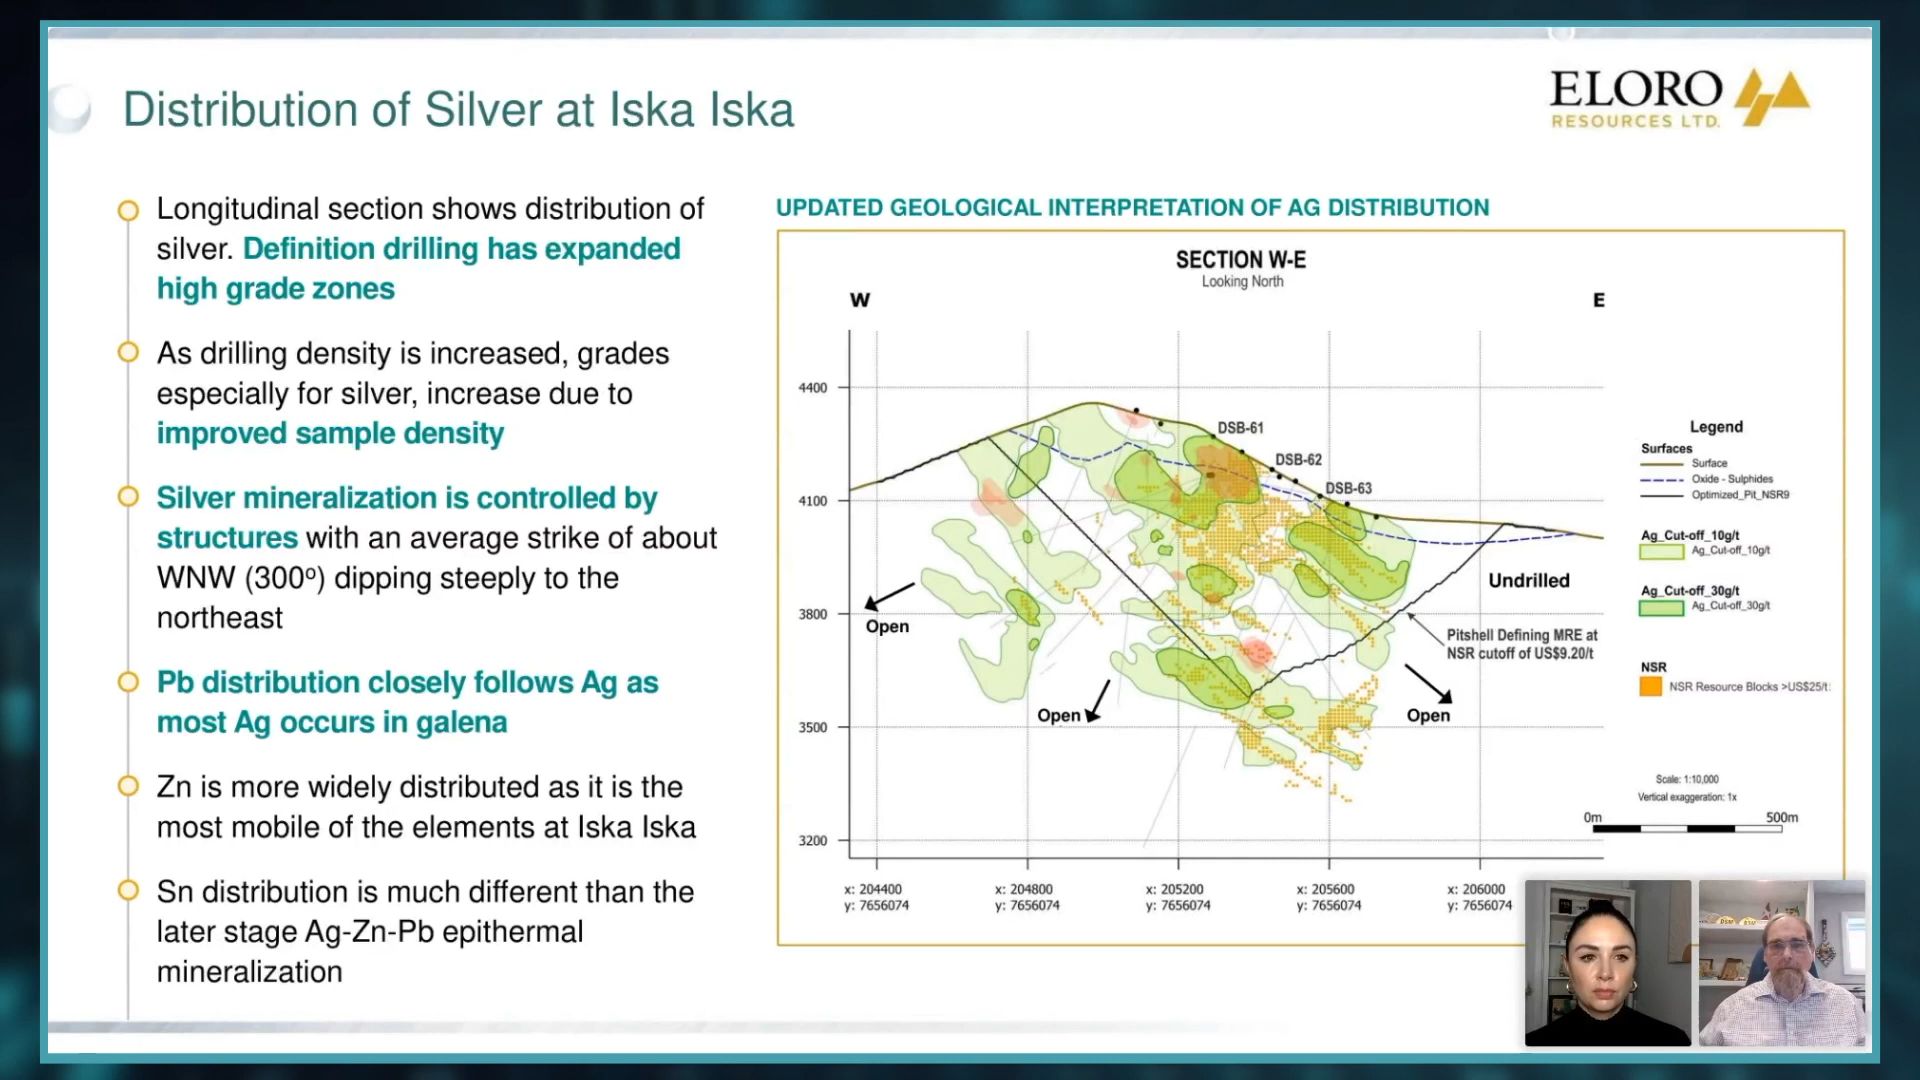 Distribution of Silver at Iska Iska
ELORO
RESOURCES LTD.
Longitudinal section shows distribution of
silver. Definition drilling has expanded
high grade zones
As drilling density is increased, grades
especially for silver, increase due to
improved sample density
Silver mineralization is controlled by
structures with an average strike of about
WNW (300º) dipping steeply to the
northeast
Pb distribution closely follows Ag as
most Ag occurs in galena
Zn is more widely distributed as it is the
most mobile of the elements at Iska Iska
Sn distribution is much different than the
later stage Ag-Zn-Pb epithermal
mineralization
UPDATED GEOLOGICAL INTERPRETATION OF AG DISTRIBUTION
SECTION W-E
Looking North
W
E
4400
4100
3800
3500
3200
DSB-61
DSB-62
DSB-63
Undrilled
Pitshell Defining MRE at
NSR cutoff of US$9.20/t
Open
Open
Open
x: 204400
y: 7656074
x: 204800
y: 7656074
x: 205200
y: 7656074
x: 205600
y: 7656074
x: 206000
y: 7656074
Legend
Surfaces
Surface
Oxide - Sulphides
Optimized_Pit_NSR9
Ag_Cut-off_10g/t
Ag_Cut-off_10g/t
Ag_Cut-off_30g/t
Ag_Cut-off_30g/t
NSR
NSR Resource Blocks >US$25/t
Scale: 1:10,000
Vertical exaggeration: 1x
0m
500m